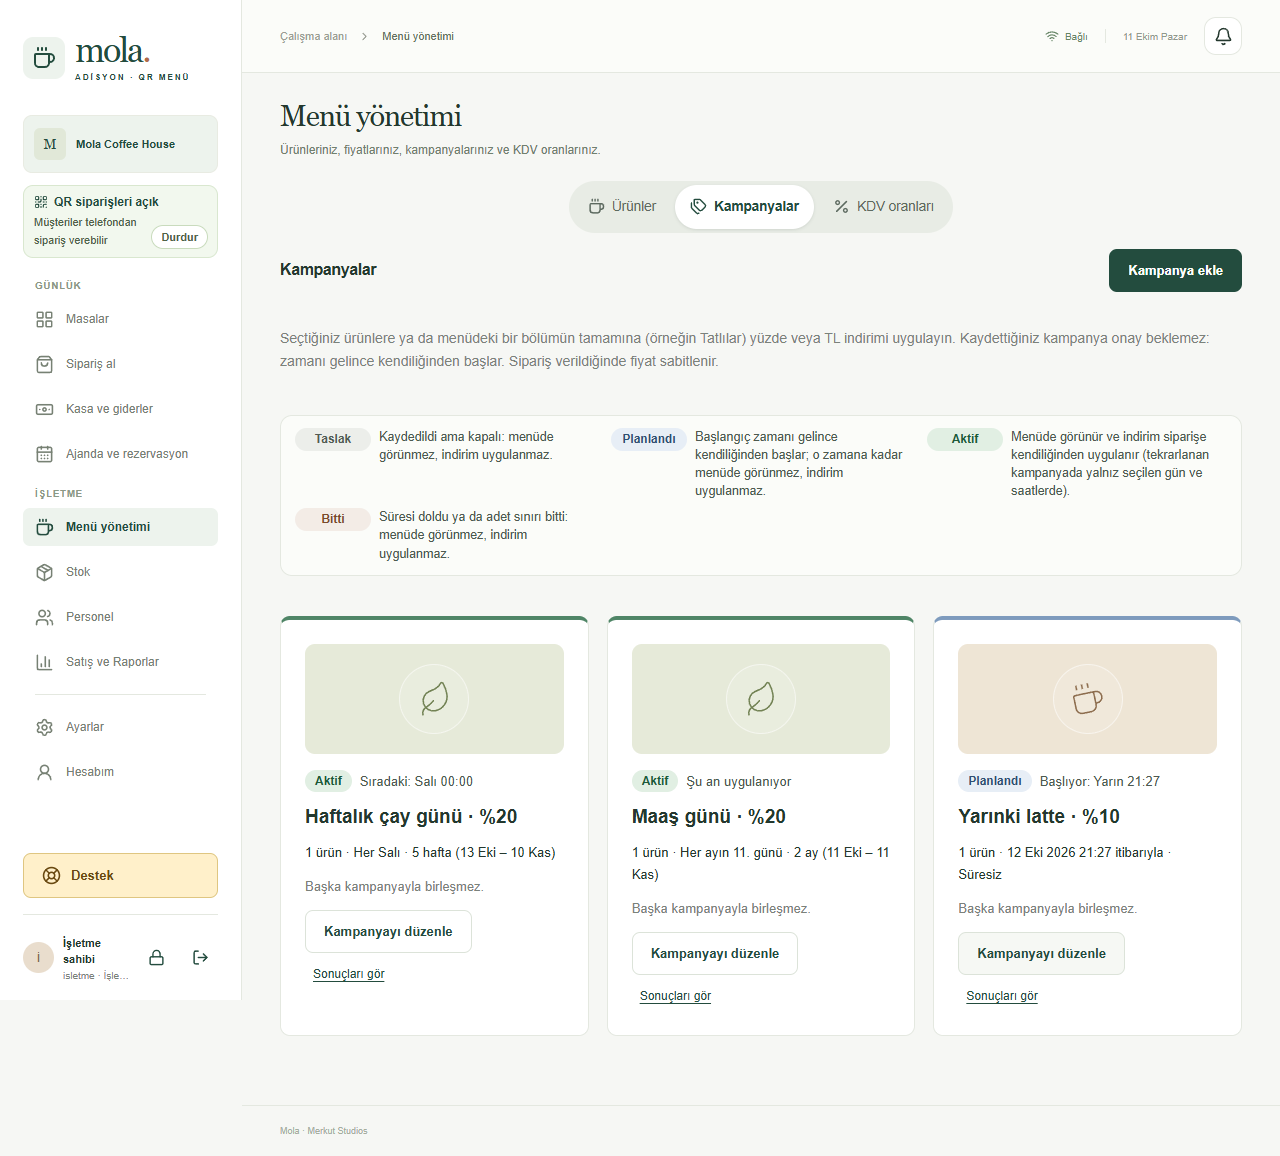 mola.
ADİSYON · QR MENÜ
M
Mola Coffee House
QR siparişleri açık
Müşteriler telefondan
sipariş verebilir
Durdur
GÜNLÜK
Masalar
Sipariş al
Kasa ve giderler
Ajanda ve rezervasyon
İŞLETME
Menü yönetimi
Stok
Personel
Satış ve Raporlar
Ayarlar
Hesabım
Destek
İ
İşletme
sahibi
isletme · İşle...
Çalışma alanı
Menü yönetimi
Bağlı
11 Ekim Pazar
Menü yönetimi
Ürünleriniz, fiyatlarınız, kampanyalarınız ve KDV oranlarınız.
Ürünler
Kampanyalar
KDV oranları
Kampanyalar
Kampanya ekle
Seçtiğiniz ürünlere ya da menüdeki bir bölümün tamamına (örneğin Tatlılar) yüzde veya TL indirimi uygulayın. Kaydettiğiniz kampanya onay beklemez:
zamanı gelince kendiliğinden başlar. Sipariş verildiğinde fiyat sabitlenir.
Taslak
Kaydedildi ama kapalı: menüde
görünmez, indirim uygulanmaz.
Planlandı
Başlangıç zamanı gelince
kendiliğinden başlar; o zamana kadar
menüde görünmez, indirim
uygulanmaz.
Aktif
Menüde görünür ve indirim siparişe
kendiliğinden uygulanır (tekrarlanan
kampanyada yalnız seçilen gün ve
saatlerde).
Bitti
Süresi doldu ya da adet sınırı bitti:
menüde görünmez, indirim
uygulanmaz.
Aktif
Sıradaki: Salı 00:00
Haftalık çay günü · %20
1 ürün · Her Salı · 5 hafta (13 Eki – 10 Kas)
Başka kampanyayla birleşmez.
Kampanyayı düzenle
Sonuçları gör
Aktif
Şu an uygulanıyor
Maaş günü · %20
1 ürün · Her ayın 11. günü · 2 ay (11 Eki – 11
Kas)
Başka kampanyayla birleşmez.
Kampanyayı düzenle
Sonuçları gör
Planlandı
Başlıyor: Yarın 21:27
Yarınki latte · %10
1 ürün · 12 Eki 2026 21:27 itibarıyla ·
Süresiz
Başka kampanyayla birleşmez.
Kampanyayı düzenle
Sonuçları gör
Mola · Merkut Studios